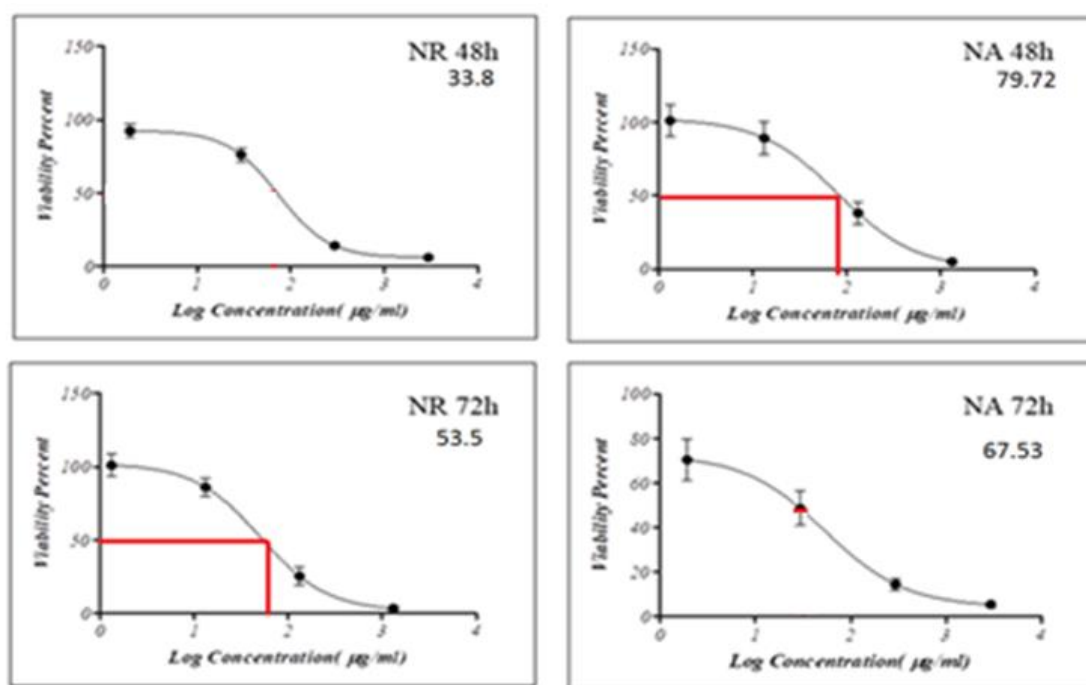 NR 48h
33.8
150
100
50
0
0 1 2 3 4
Viability Percent
Log Concentration( µg/ml)
NA 48h
79.72
150
100
50
0
0 1 2 3 4
Viability Percent
Log Concentration( µg/ml)
NR 72h
53.5
150
100
50
0
0 1 2 3 4
Viability Percent
Log Concentration( µg/ml)
NA 72h
67.53
100
80
60
40
20
0
0 1 2 3 4
Viability Percent
Log Concentration( µg/ml)